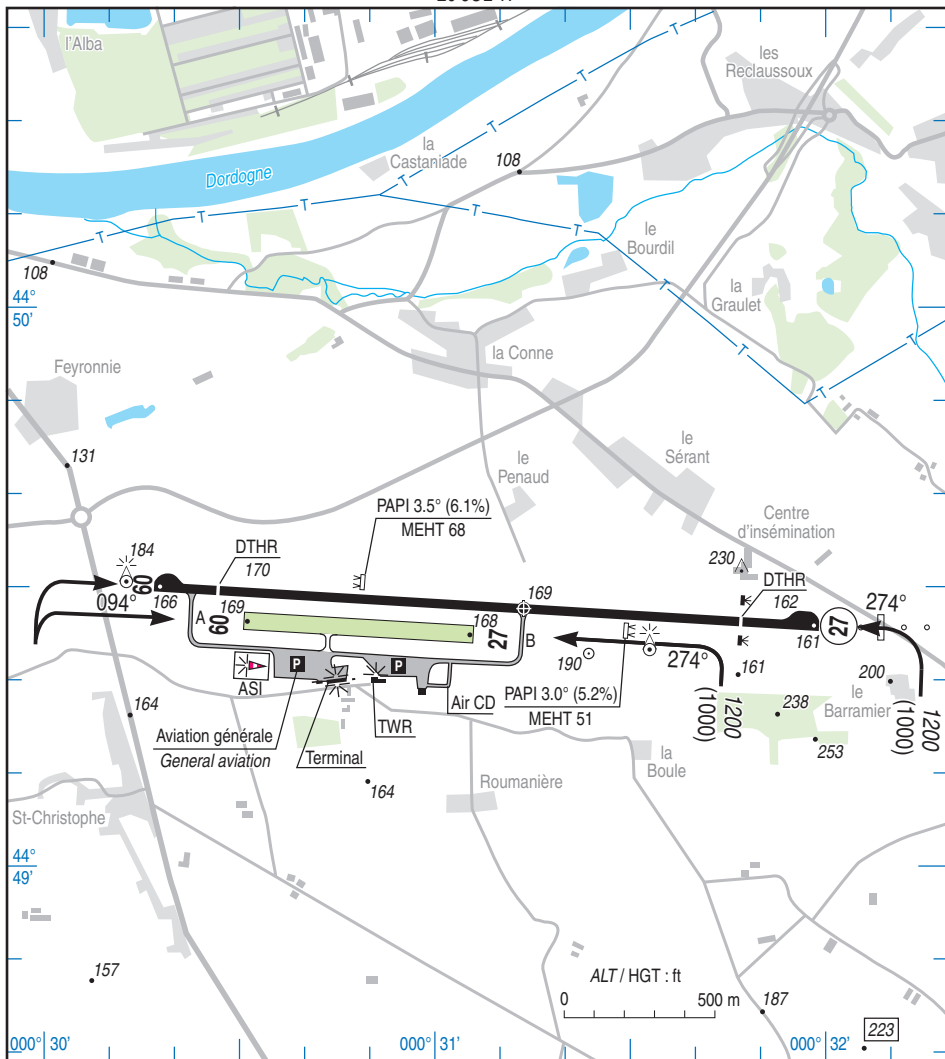 l'Alba
les
Reclaussoux
la
Castaniade
108
Dordogne
T
T
T
T
T
T
T
T
T
T
T
le
Bourdil
108
la
Graulet
44°
50'
la Conne
Feyronnie
le
Sérant
131
le
Penaud
PAPI 3.5° (6.1%)
MEHT 68
Centre
d'insémination
184
DTHR
170
230
DTHR
162
09
094°
166
A
169
09
169
168
27
B
161
27
274°
190
274°
161
200
ASI
P
P
Air CD
PAPI 3.0° (5.2%)
MEHT 51
1200
(1000)
238
le
Barramier
1200
(1000)
164
TWR
253
Aviation générale
General aviation
Terminal
la
Boule
164
Roumanière
St-Christophe
44°
49'
157
ALT / HGT : ft
0
500 m
187
223
000° 30'
000° 31'
000° 32'